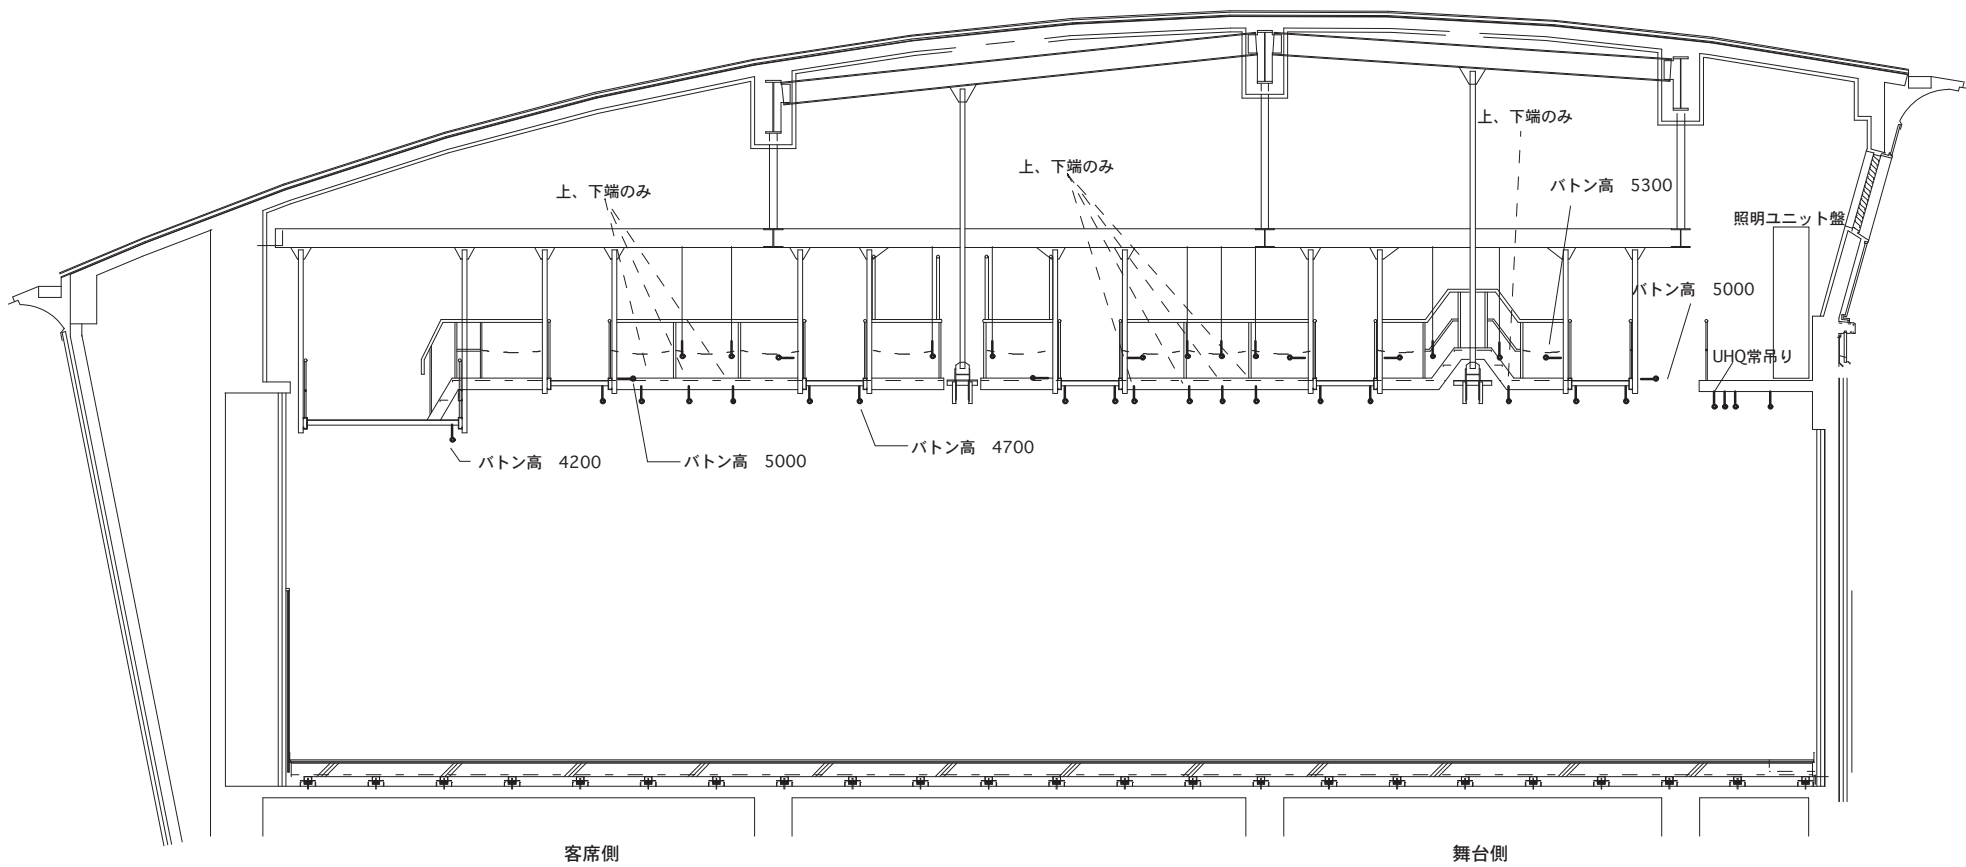 上、下端のみ
上、下端のみ
上、下端のみ
バトン高　5300
照明ユニット盤
バトン高　5000
UHQ常吊り
バトン高　4200
バトン高　5000
バトン高　4700
客席側
舞台側